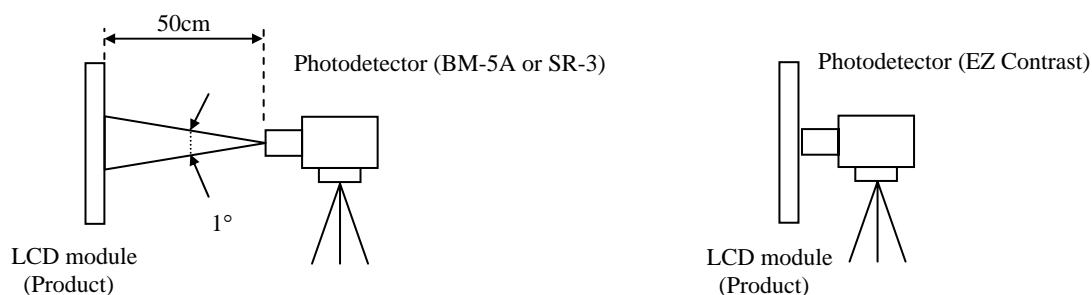 50cm
Photodetector (BM-5A or SR-3)
1°
LCD module
(Product)
Photodetector (EZ Contrast)
LCD module
(Product)